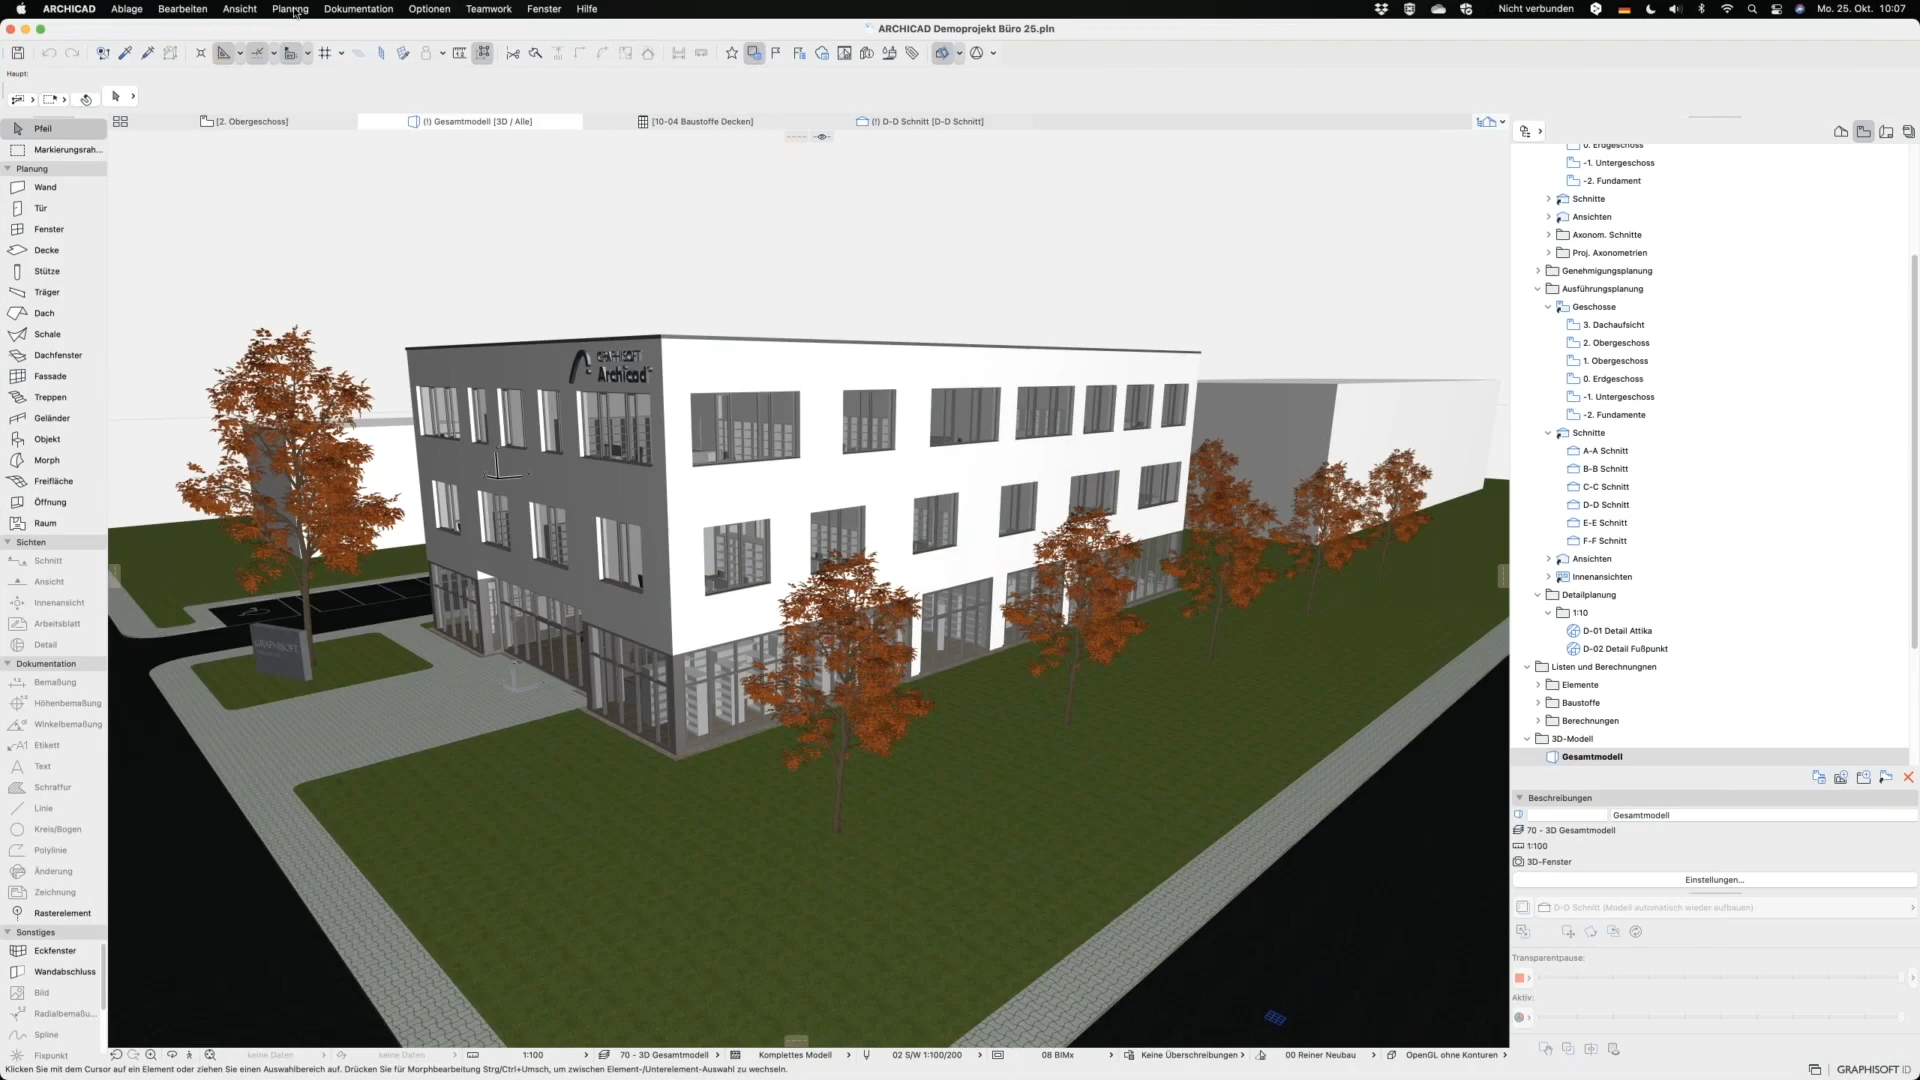 ARCHICAD Ablage Bearbeiten Ansicht Planung Dokumentation Optionen Teamwork Fenster Hilfe Nicht verbunden Mo. 25. Okt. 10:07
ARCHICAD Demoprojekt Büro 25.pln
Haupt:
[2. Obergeschoss] (!) Gesamtmodell [3D / Alle] [10-04 Baustoffe Decken] (!) D-D Schnitt [D-D Schnitt]
Pfeil
Markierungsrah...
Planung
Wand
Tür
Fenster
Decke
Stütze
Träger
Dach
Schale
Dachfenster
Fassade
Treppen
Geländer
Objekt
Morph
Freifläche
Öffnung
Raum
Sichten
Schnitt
Ansicht
Innenansicht
Arbeitsblatt
Detail
Dokumentation
Bemaßung
Höhenbemaßung
Winkelbemaßung
Etikett
Text
Schraffur
Linie
Kreis/Bogen
Polylinie
Änderung
Zeichnung
Rasterelement
Sonstiges
Eckfenster
Wandabschluss
Bild
Radialbemaßu...
Spline
Fixpunkt
GRAPHISOFT
Archicad
GRAPHISOFT
0. Erdgeschoss
-1. Untergeschoss
-2. Fundament
Schnitte
Ansichten
Axonom. Schnitte
Proj. Axonometrien
Genehmigungsplanung
Ausführungsplanung
Geschosse
3. Dachaufsicht
2. Obergeschoss
1. Obergeschoss
0. Erdgeschoss
-1. Untergeschoss
-2. Fundamente
Schnitte
A-A Schnitt
B-B Schnitt
C-C Schnitt
D-D Schnitt
E-E Schnitt
F-F Schnitt
Ansichten
Innenansichten
Detailplanung
1:10
D-01 Detail Attika
D-02 Detail Fußpunkt
Listen und Berechnungnen
Elemente
Baustoffe
Berechnungen
3D-Modell
Gesamtmodell
Beschreibungen
Gesamtmodell
70 - 3D Gesamtmodell
1:100
3D-Fenster
Einstellungen...
D-D Schnitt (Modell automatisch wieder aufbauen)
Transparentpause:
Aktiv:
keine Daten keine Daten 1:100 70 - 3D Gesamtmodell Komplettes Modell 02 S/W 1:100/200 08 BIMx Keine Überschreibungen 00 Reiner Neubau OpenGL ohne Konturen
Klicken Sie mit dem Cursor auf ein Element oder ziehen Sie einen Auswahlbereich auf. Drücken Sie für Morphbearbeitung Strg/Ctrl+Umsch, um zwischen Element-/Unterelement-Auswahl zu wechseln. GRAPHISOFT ID